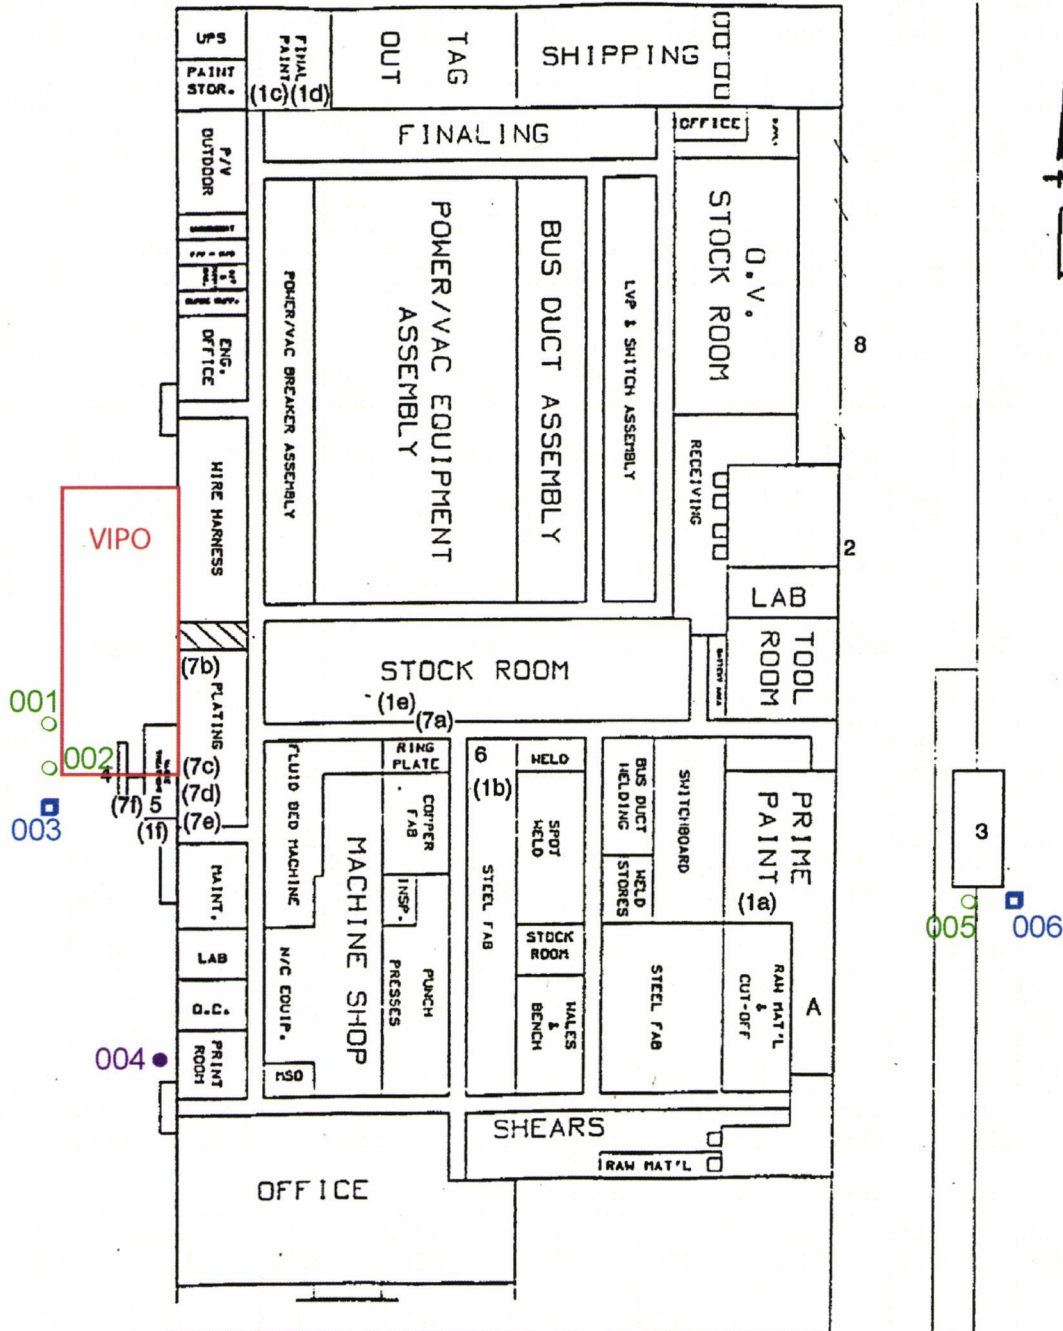 UPS
PAINT
STOR.
FINAL
PAINT
(1c) (1d)
TAG
OUT
SHIPPING
FINALING
OFFICE
P/V
OUTDOOR
ENG.
OFFICE
POWER/VAC BREAKER ASSEMBLY
POWER/VAC EQUIPMENT
ASSEMBLY
BUS DUCT ASSEMBLY
LVP & SWITCH ASSEMBLY
O.V.
STOCK ROOM
8
RECEIVING
WIRE HARNESS
VIPO
2
LAB
TOOL
ROOM
STOCK ROOM
(1e)
(7a)
(7b)
PLATING
001
002
4
(7c)
(7d)
(7f)
5
(7e)
003
(1f)
FLUID BED MACHINE
RING
PLATE
COPPER
FAB
6
(1b)
WELD
SPOT
WELD
BUS DUCT
WELDING
WELD
STORES
SWITCHBOARD
PRIME
PAINT
(1a)
3
005
006
MAINT.
LAB
Q.C.
PRINT
ROOM
004
N/C EQUIP.
MACHINE SHOP
INSP.
PUNCH
PRESSES
STEEL FAB
STOCK
ROOM
WALES
&
BENCH
STEEL FAB
RAW MAT'L
&
CUT-OFF
A
MSO
SHEARS
RAW MAT'L
OFFICE